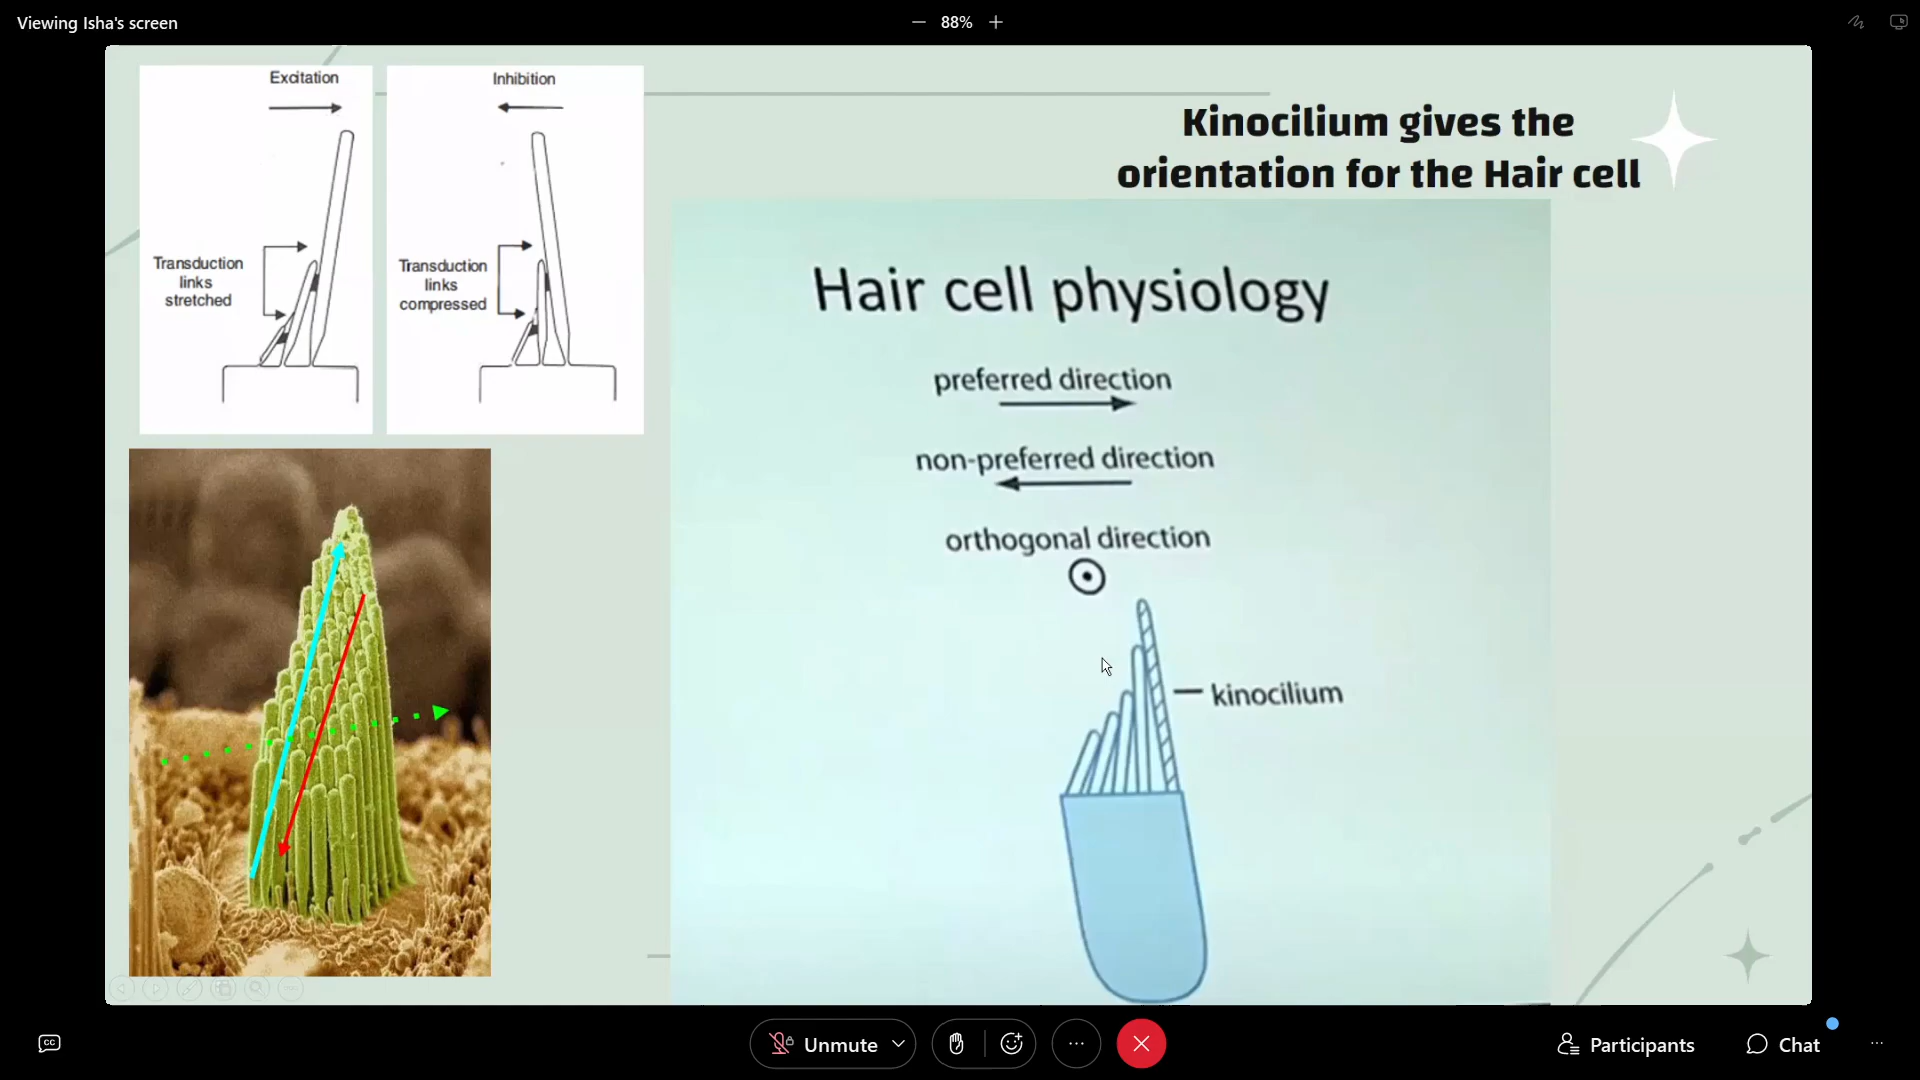 Viewing Isha's screen
88%
Excitation
Inhibition
Transduction
links
stretched
Transduction
links
compressed
Kinocilium gives the
orientation for the Hair cell
Hair cell physiology
preferred direction
non-preferred direction
orthogonal direction
kinocilium
CC
Unmute
Participants
Chat